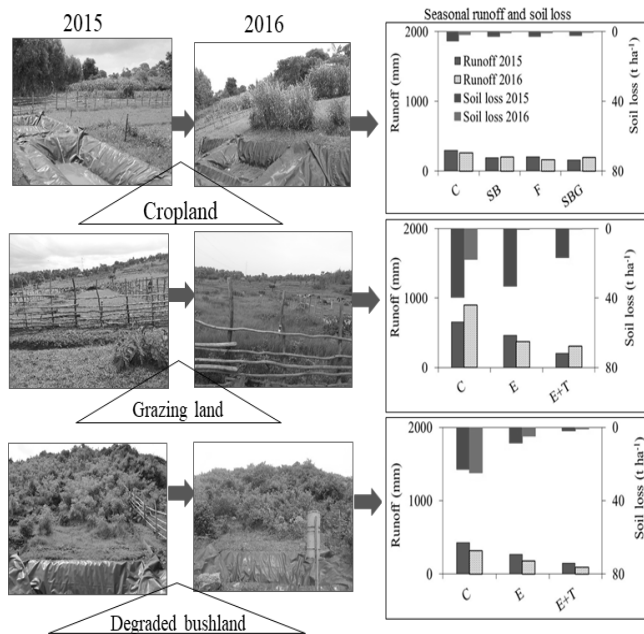 2015
2016
Seasonal runoff and soil loss
Runoff (mm)
2000
1000
0
Runoff 2015
Runoff 2016
Soil loss 2015
Soil loss 2016
0
40
80
Soil loss (t ha⁻¹)
C SB F SBG
Cropland
Runoff (mm)
2000
1000
0
0
40
80
Soil loss (t ha⁻¹)
C E E+T
Grazing land
Runoff (mm)
2000
1000
0
0
40
80
Soil loss (t ha⁻¹)
C E E+T
Degraded bushland